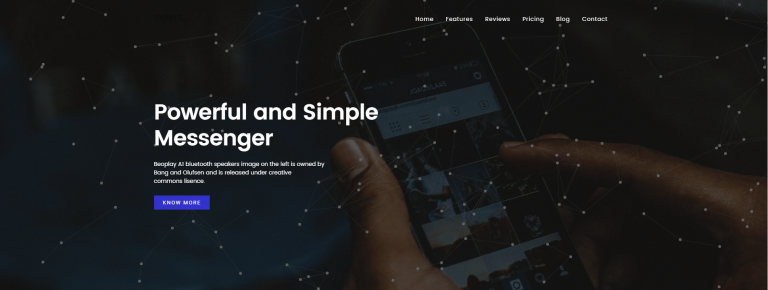 Home Features Reviews Pricing Blog Contact
Powerful and Simple
Messenger
Beoplay A1 bluetooth speakers image on the left is owned by
Bang and Olufsen and is released under creative
commons lisence.
KNOW MORE